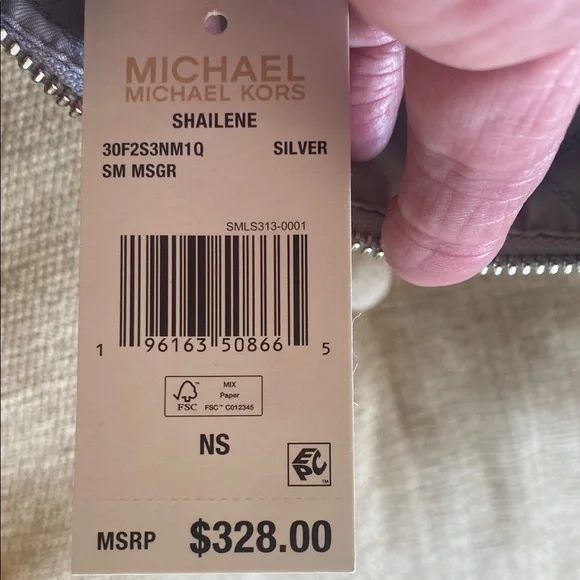 MICHAEL
MICHAEL KORS
SHAILENE
30F2S3NM1Q SILVER
SM MSGR
SMLS313-0001
1 96163 50866 5
FSC
MIX
Paper
FSC™ C012345
NS
EPC™
MSRP $328.00